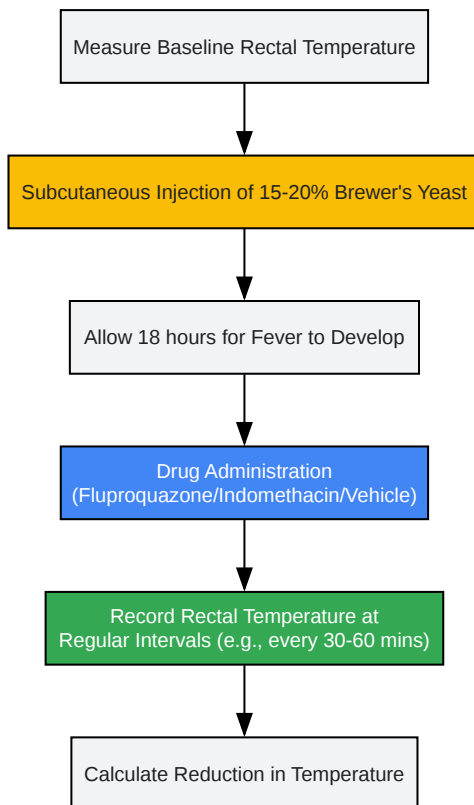 Measure Baseline Rectal Temperature
Subcutaneous Injection of 15-20% Brewer's Yeast
Allow 18 hours for Fever to Develop
Drug Administration
(Fluproquazone/Indomethacin/Vehicle)
Record Rectal Temperature at
Regular Intervals (e.g., every 30-60 mins)
Calculate Reduction in Temperature